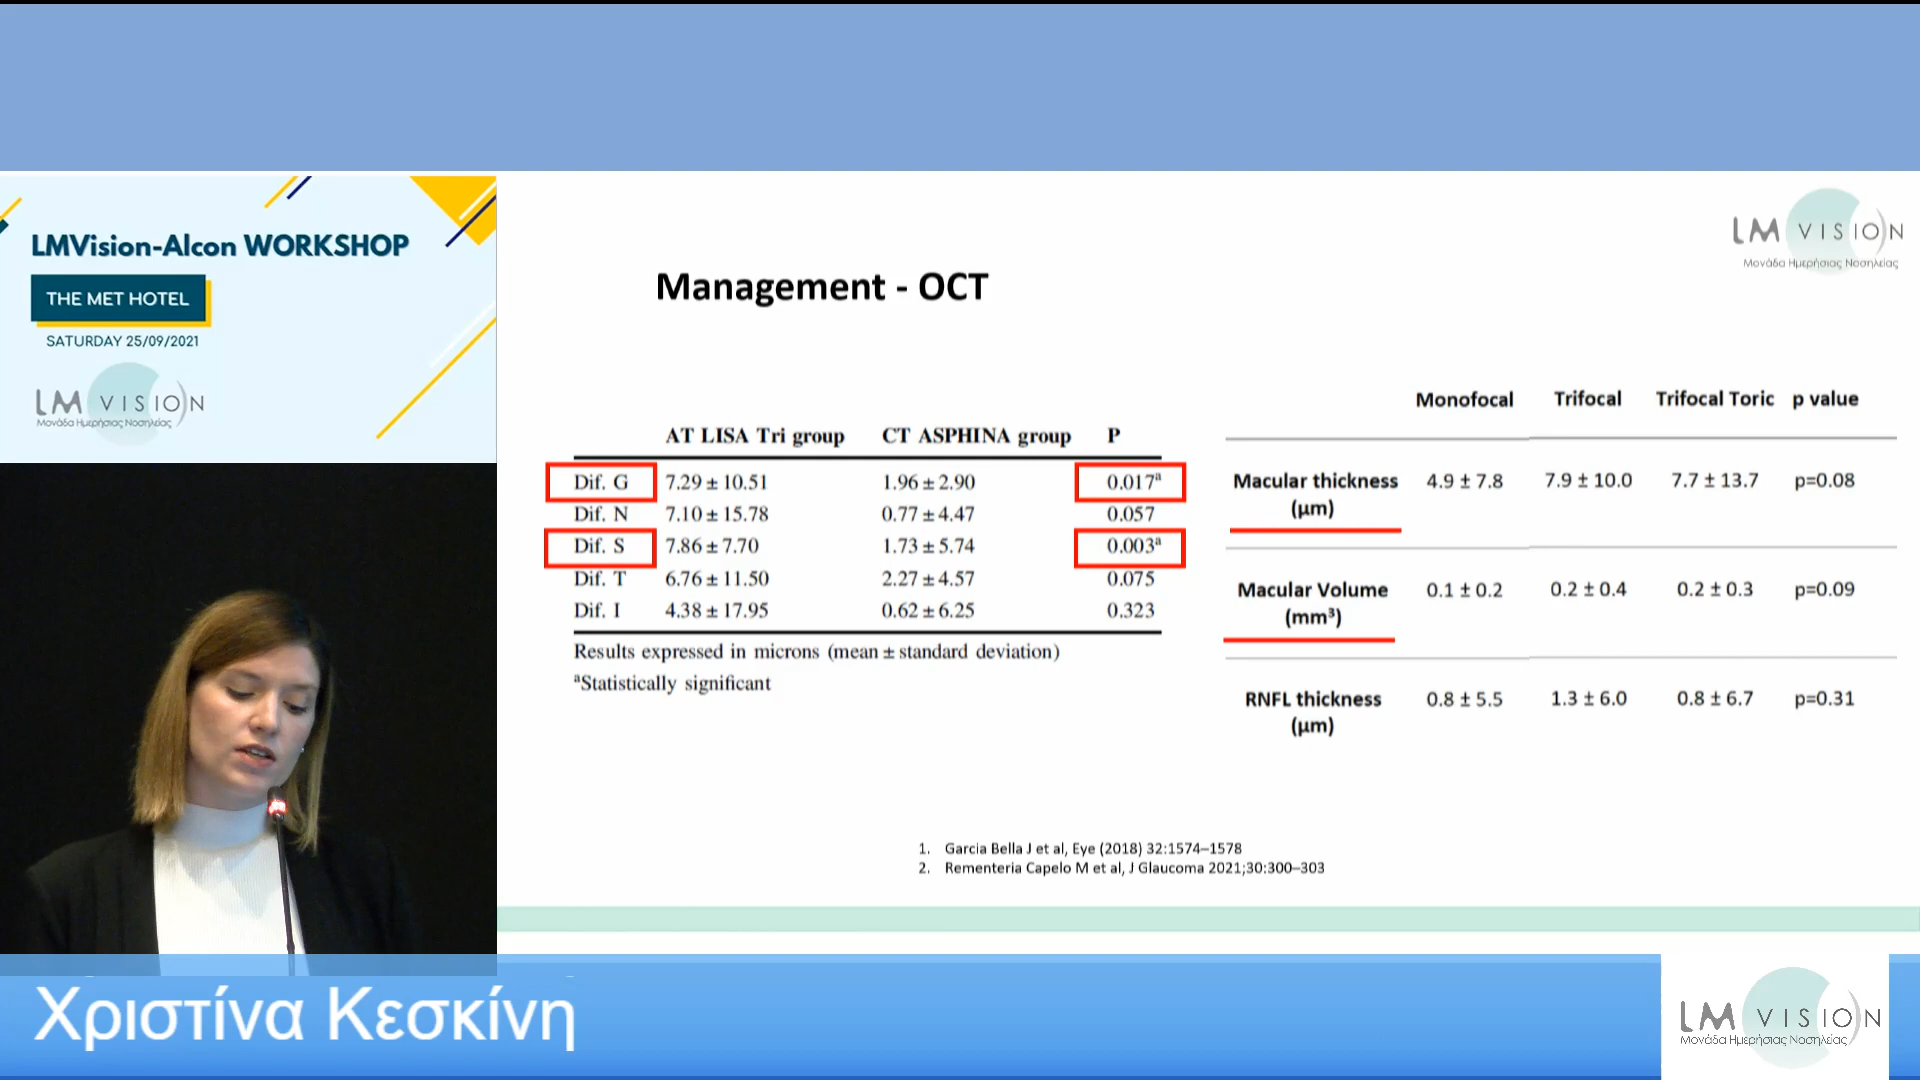 LMVision-Alcon WORKSHOP
THE MET HOTEL
SATURDAY 25/09/2021
LM VISION
Μονάδα Ημερήσιας Νοσηλείας
LM VISION
Μονάδα Ημερήσιας Νοσηλείας
Management - OCT
AT LISA Tri group CT ASPHINA group P
Dif. G 7.29 ± 10.51 1.96 ± 2.90 0.017ᵃ
Dif. N 7.10 ± 15.78 0.77 ± 4.47 0.057
Dif. S 7.86 ± 7.70 1.73 ± 5.74 0.003ᵃ
Dif. T 6.76 ± 11.50 2.27 ± 4.57 0.075
Dif. I 4.38 ± 17.95 0.62 ± 6.25 0.323
Results expressed in microns (mean ± standard deviation)
ᵃStatistically significant
Monofocal Trifocal Trifocal Toric p value
Macular thickness 4.9 ± 7.8 7.9 ± 10.0 7.7 ± 13.7 p=0.08
(μm)
Macular Volume 0.1 ± 0.2 0.2 ± 0.4 0.2 ± 0.3 p=0.09
(mm³)
RNFL thickness 0.8 ± 5.5 1.3 ± 6.0 0.8 ± 6.7 p=0.31
(μm)
1. Garcia Bella J et al, Eye (2018) 32:1574–1578
2. Rementeria Capelo M et al, J Glaucoma 2021;30:300–303
Χριστίνα Κεσκίνη
LM VISION
Μονάδα Ημερήσιας Νοσηλείας